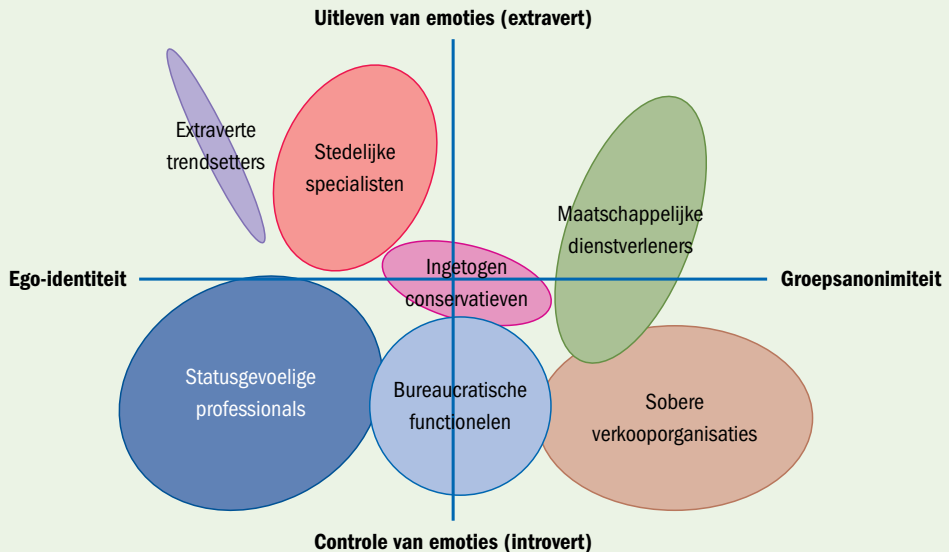 Uitleven van emoties (extravert)
Extraverte
trendsetters
Stedelijke
specialisten
Maatschappelijke
dienstverleners
Ingetogen
conservatieven
Ego-identiteit
Groepsanonimiteit
Statusgevoelige
professionals
Bureaucratische
functionelen
Sobere
verkooporganisaties
Controle van emoties (introvert)